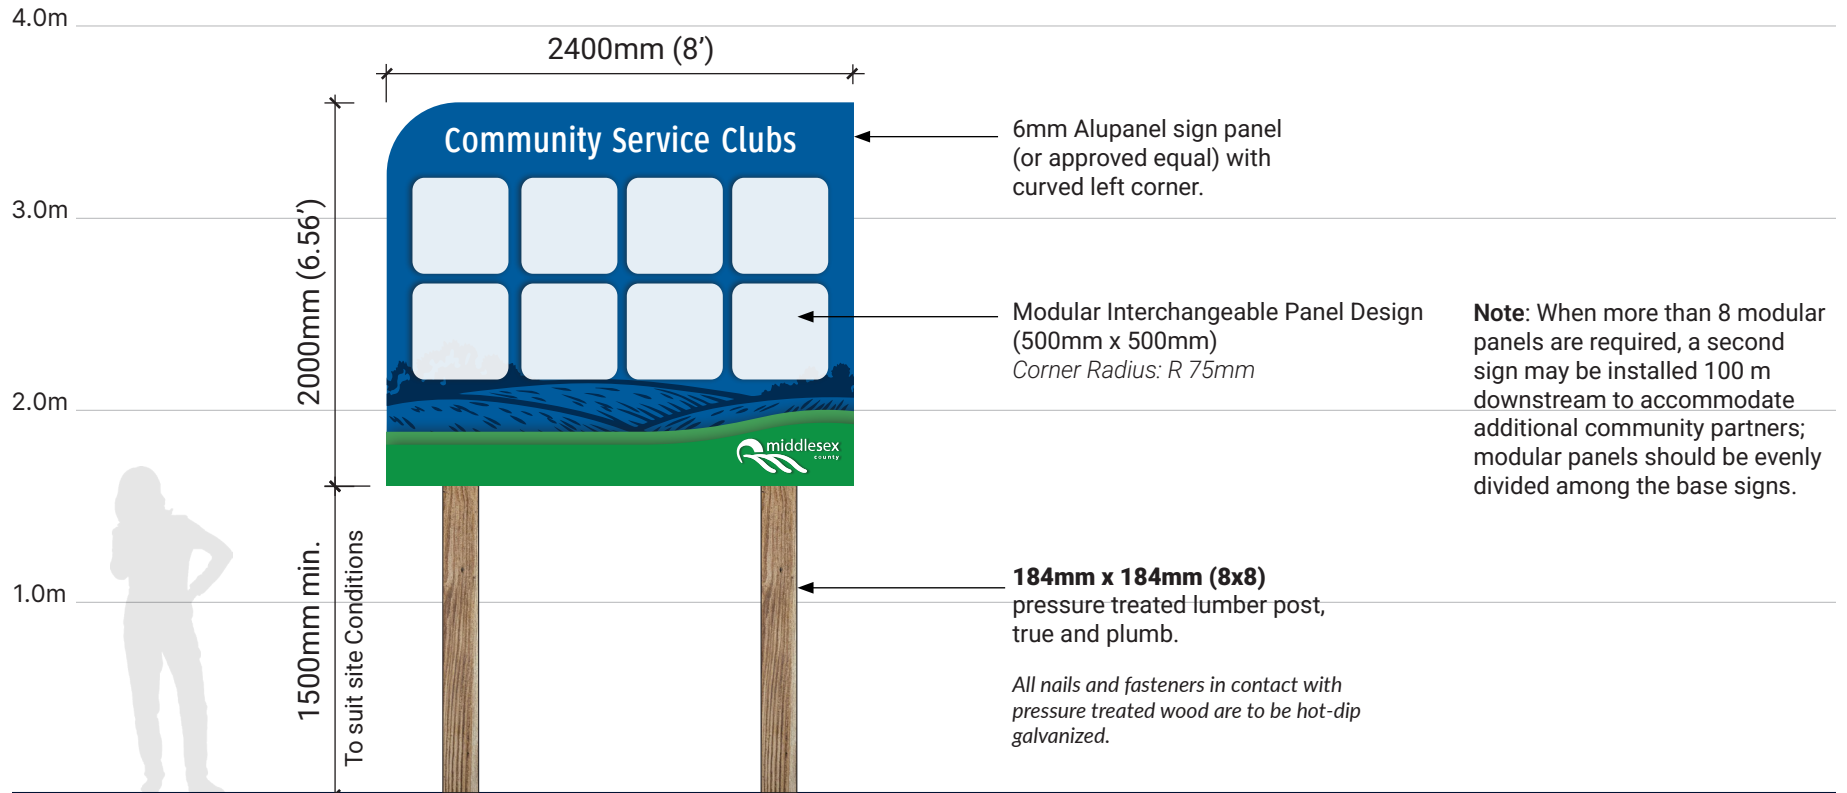 4.0m
2400mm (8’)
Community Service Clubs
6mm Alupanel sign panel
(or approved equal) with
curved left corner.
3.0m
2000mm (6.56’)
Modular Interchangeable Panel Design
(500mm x 500mm)
Corner Radius: R 75mm
Note: When more than 8 modular
panels are required, a second
sign may be installed 100 m
downstream to accommodate
additional community partners;
modular panels should be evenly
divided among the base signs.
2.0m
middlesex
county
1500mm min.
To suit site Conditions
1.0m
184mm x 184mm (8x8)
pressure treated lumber post,
true and plumb.
All nails and fasteners in contact with
pressure treated wood are to be hot-dip
galvanized.